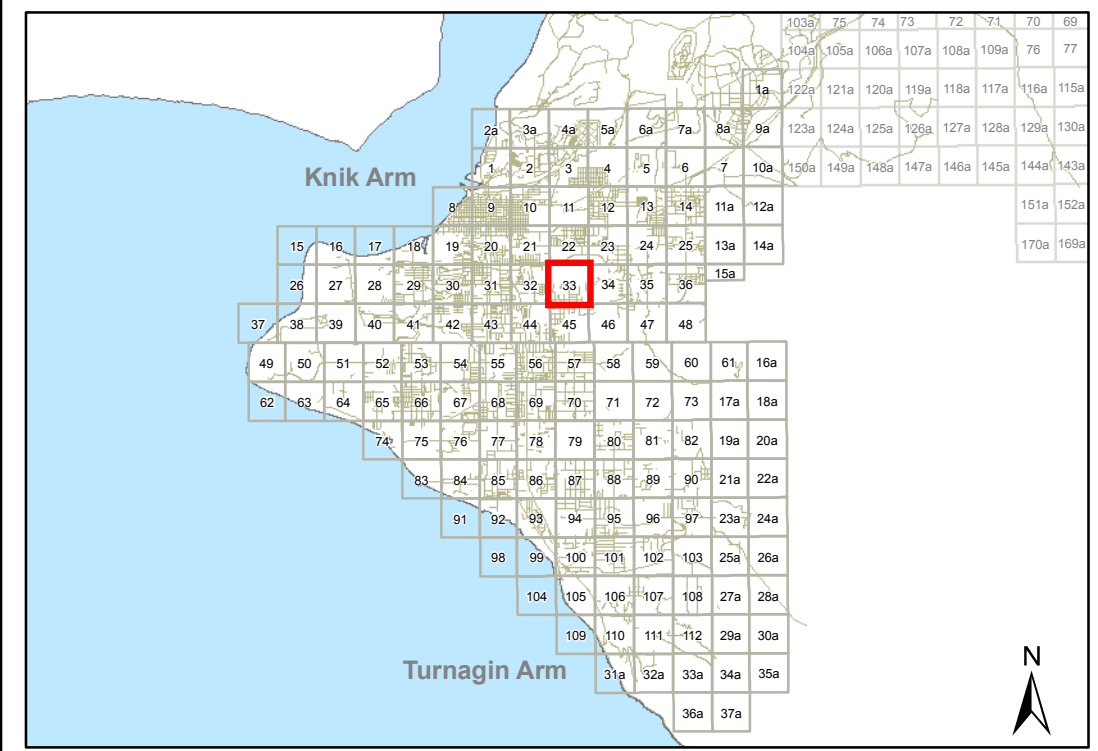 103a 75 74 73 72 71 70 69
104a 105a 106a 107a 108a 109a 76 77
1a 122a 121a 120a 119a 118a 117a 116a 115a
2a 3a 4a 5a 6a 7a 8a 9a 123a 124a 125a 126a 127a 128a 129a 130a
1 2 3 4 5 6 7 10a 150a 149a 148a 147a 146a 145a 144a 143a
Knik Arm
8 9 10 11 12 13 14 11a 12a 151a 152a
15 16 17 18 19 20 21 22 23 24 25 13a 14a 170a 169a
15a
26 27 28 29 30 31 32 33 34 35 36
37 38 39 40 41 42 43 44 45 46 47 48
49 50 51 52 53 54 55 56 57 58 59 60 61 16a
62 63 64 65 66 67 68 69 70 71 72 73 17a 18a
74 75 76 77 78 79 80 81 82 19a 20a
83 84 85 86 87 88 89 90 21a 22a
91 92 93 94 95 96 97 23a 24a
98 99 100 101 102 103 25a 26a
104 105 106 107 108 27a 28a
109 110 111 112 29a 30a
Turnagin Arm
31a 32a 33a 34a 35a
N
36a 37a